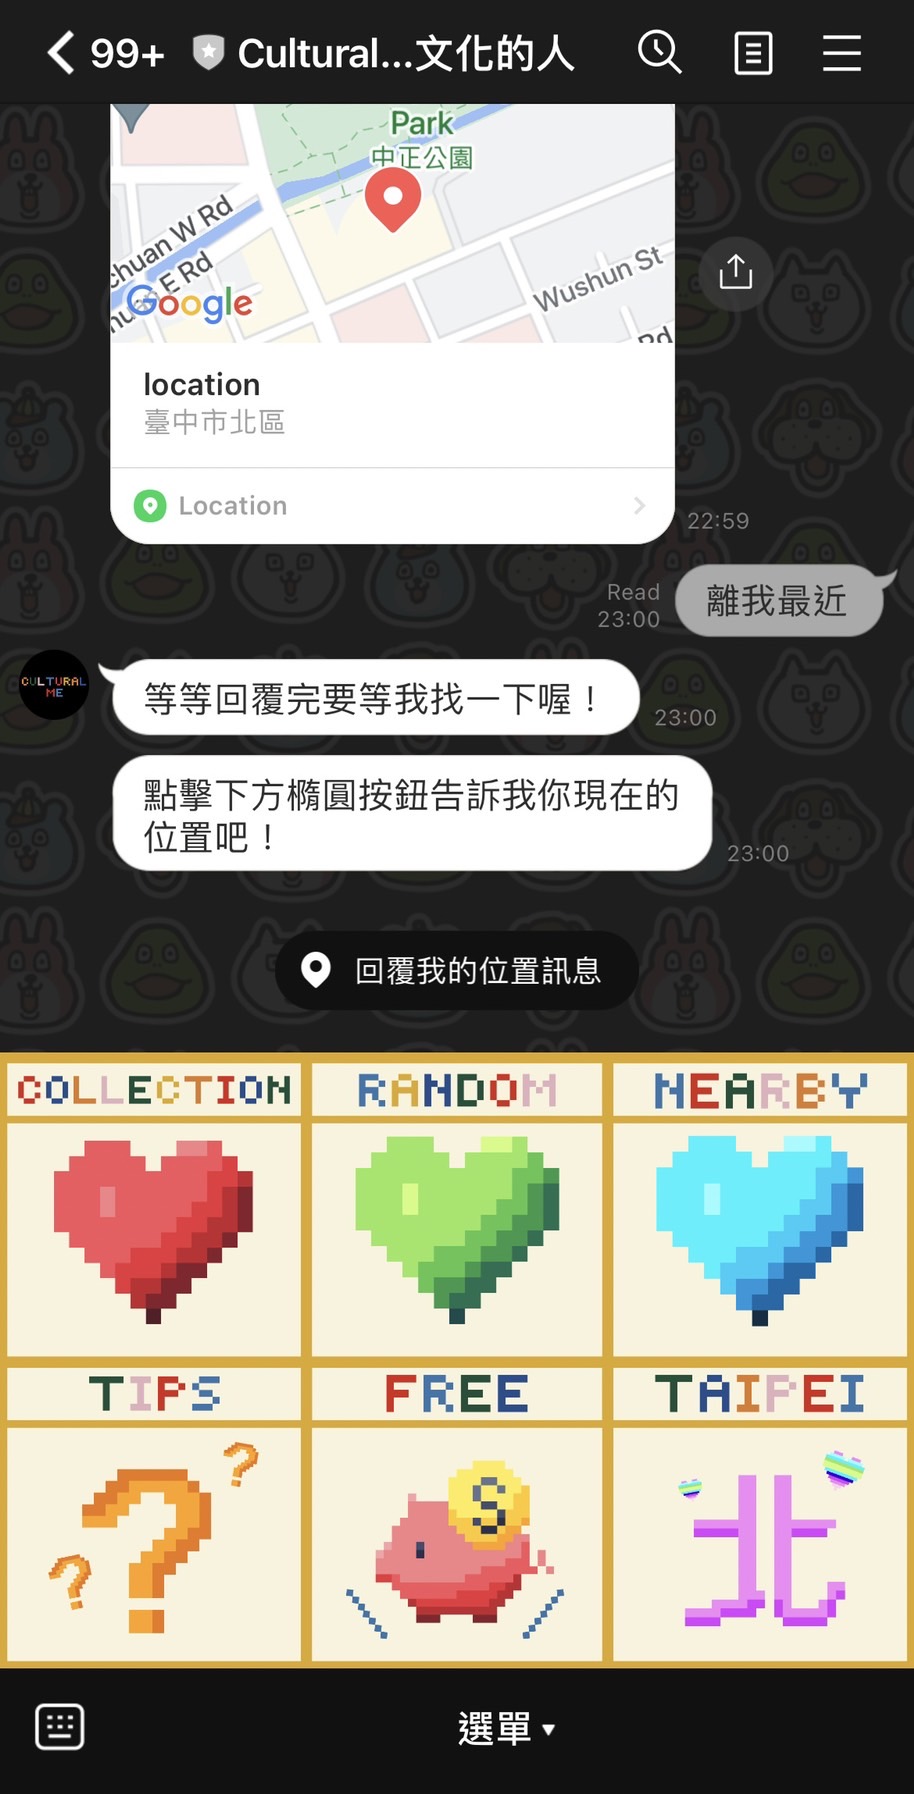 99+
Cultural...文化的人
Park
中正公園
chuan W Rd
E Rd
Wushun St
Rd
Google
location
臺中市北區
Location
22:59
離我最近
Read
23:00
CULTURAL
ME
等等回覆完要等我找一下喔！
23:00
點擊下方橢圓按鈕告訴我你現在的
位置吧！
23:00
回覆我的位置訊息
COLLECTION
RANDOM
NEARBY
TIPS
FREE
TAIPEI
?
?
?
S
北
選單